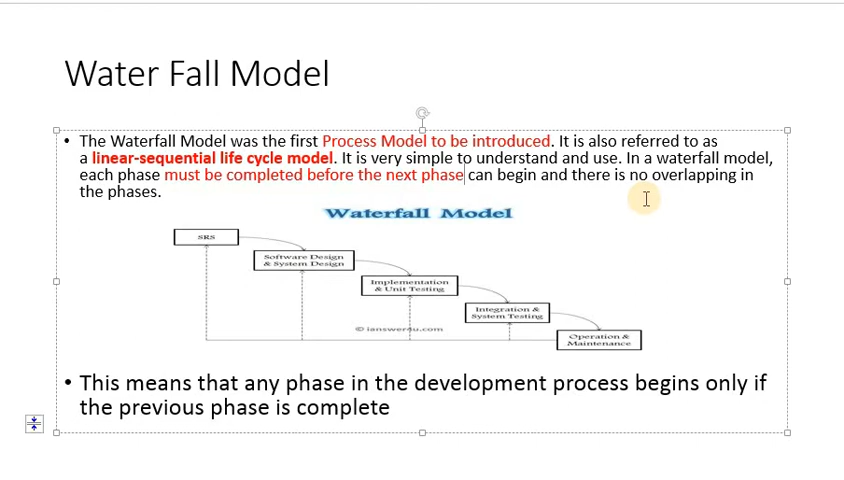 Water Fall Model
• The Waterfall Model was the first Process Model to be introduced. It is also referred to as
a linear-sequential life cycle model. It is very simple to understand and use. In a waterfall model,
each phase must be completed before the next phase can begin and there is no overlapping in
the phases.
Waterfall Model
SRS
Software Design
& System Design
Implementation
& Unit Testing
Integration &
System Testing
© ianswer4u.com
Operation &
Maintenance
• This means that any phase in the development process begins only if
the previous phase is complete